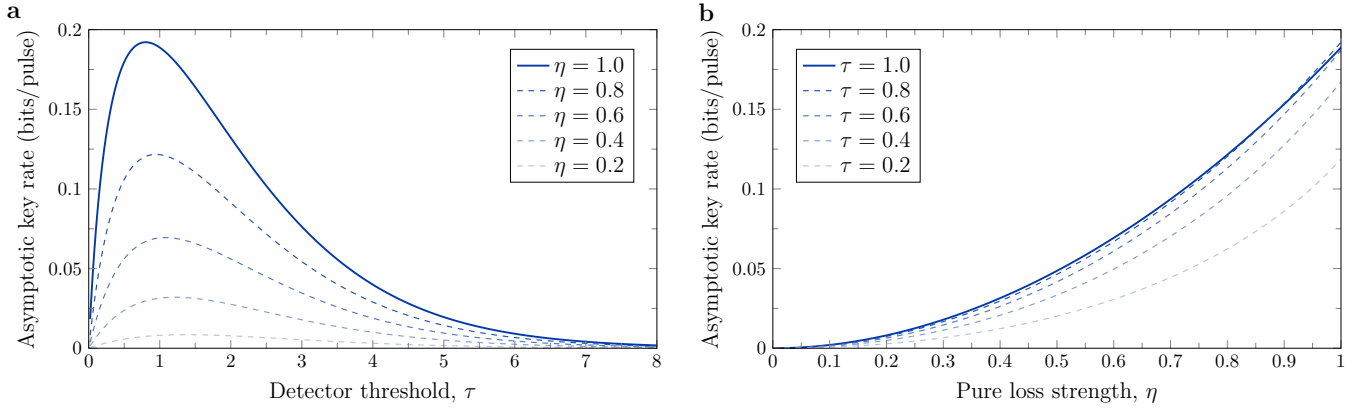 a
Asymptotic key rate (bits/pulse)
0.2
0.15
0.1
0.05
0
0 1 2 3 4 5 6 7 8
Detector threshold, τ
η = 1.0
η = 0.8
η = 0.6
η = 0.4
η = 0.2
b
Asymptotic key rate (bits/pulse)
0.2
0.15
0.1
0.05
0
0 0.1 0.2 0.3 0.4 0.5 0.6 0.7 0.8 0.9 1
Pure loss strength, η
τ = 1.0
τ = 0.8
τ = 0.6
τ = 0.4
τ = 0.2